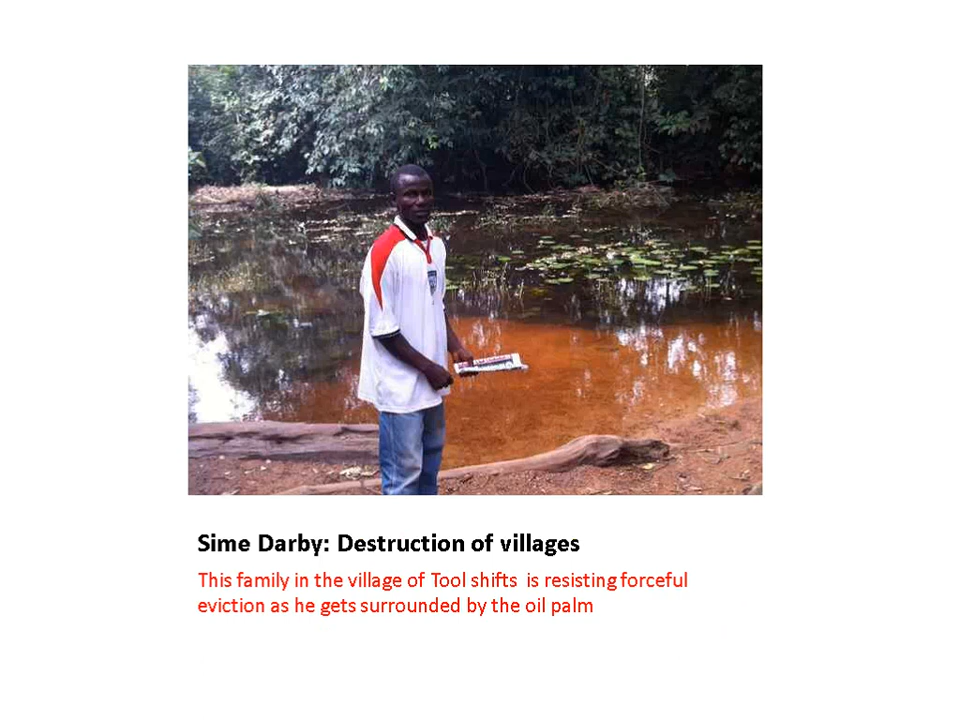 Sime Darby: Destruction of villages
This family in the village of Tool shifts  is resisting forceful
eviction as he gets surrounded by the oil palm